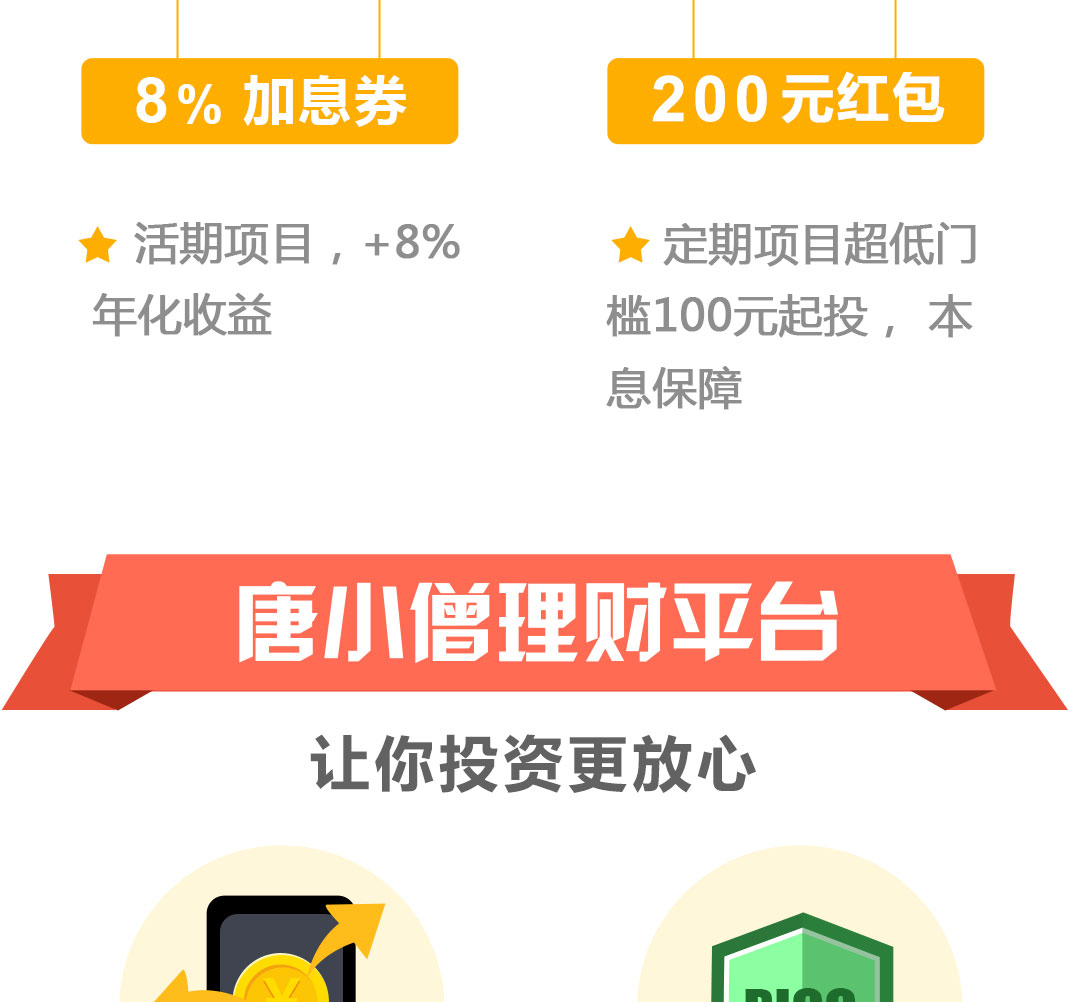 8% 加息券
200元红包
活期项目，+8%
年化收益
定期项目超低门
槛100元起投， 本
息保障
唐小僧理财平台
让你投资更放心
¥
PICC